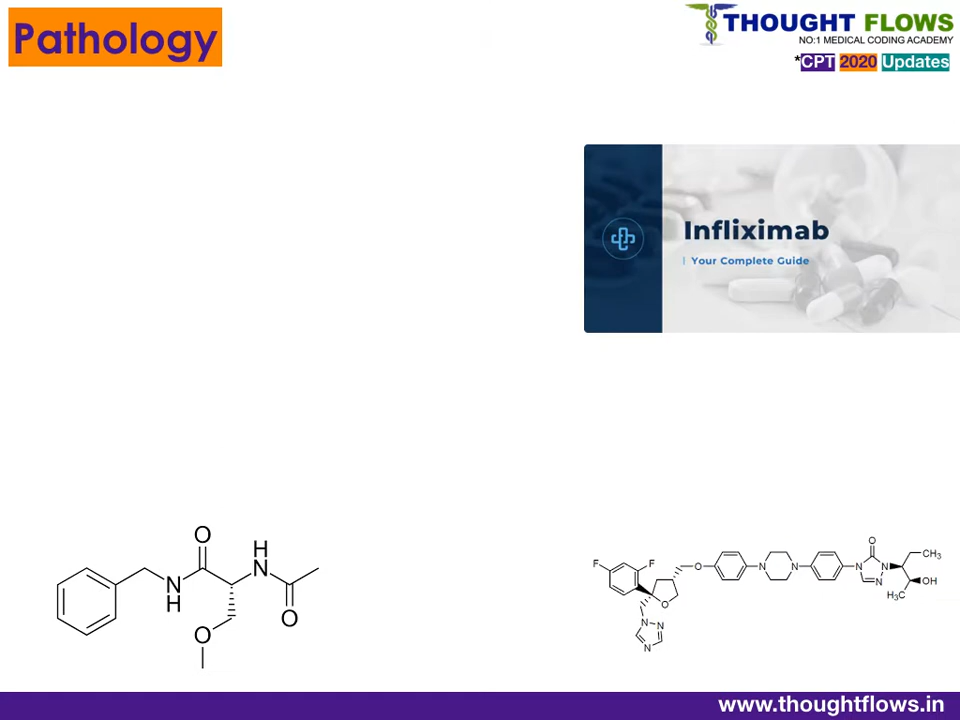 Pathology
THOUGHT FLOWS
NO:1 MEDICAL CODING ACADEMY
*CPT 2020 Updates
Infliximab
Your Complete Guide
O
H
N
N
H
O
O
F
F
O
O
N
N
N
N
N
N
O
N
N
CH₃
OH
H₃C
N
www.thoughtflows.in